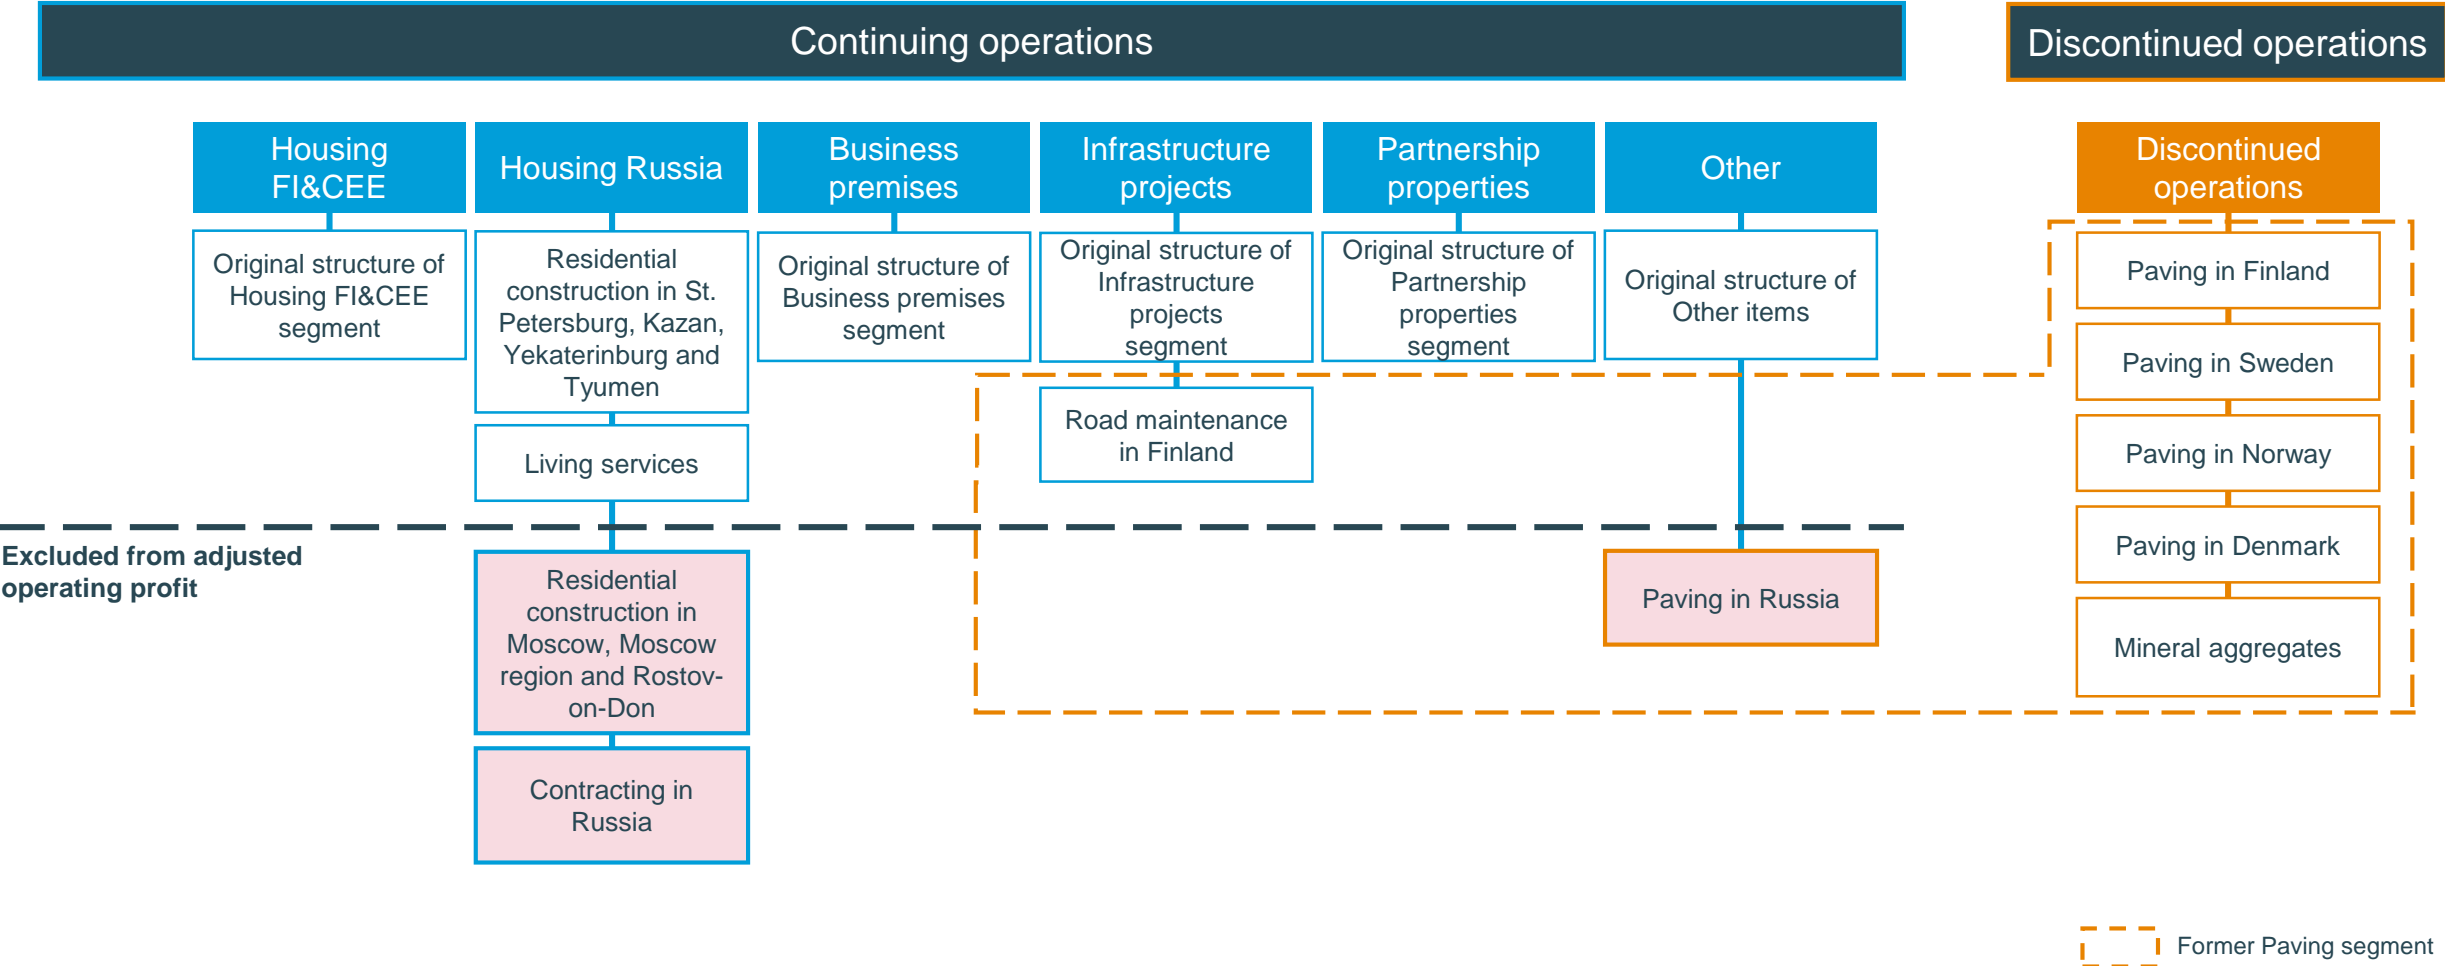 Continuing operations
Discontinued operations
Housing
FI&CEE
Housing Russia
Business
premises
Infrastructure
projects
Partnership
properties
Other
Discontinued
operations
Original structure of
Housing FI&CEE
segment
Residential
construction in St.
Petersburg, Kazan,
Yekaterinburg and
Tyumen
Living services
Original structure of
Business premises
segment
Original structure of
Infrastructure
projects
segment
Road maintenance
in Finland
Original structure of
Partnership
properties
segment
Original structure of
Other items
Paving in Finland
Paving in Sweden
Paving in Norway
Paving in Denmark
Mineral aggregates
Excluded from adjusted
operating profit
Residential
construction in
Moscow, Moscow
region and Rostov-
on-Don
Contracting in
Russia
Paving in Russia
Former Paving segment